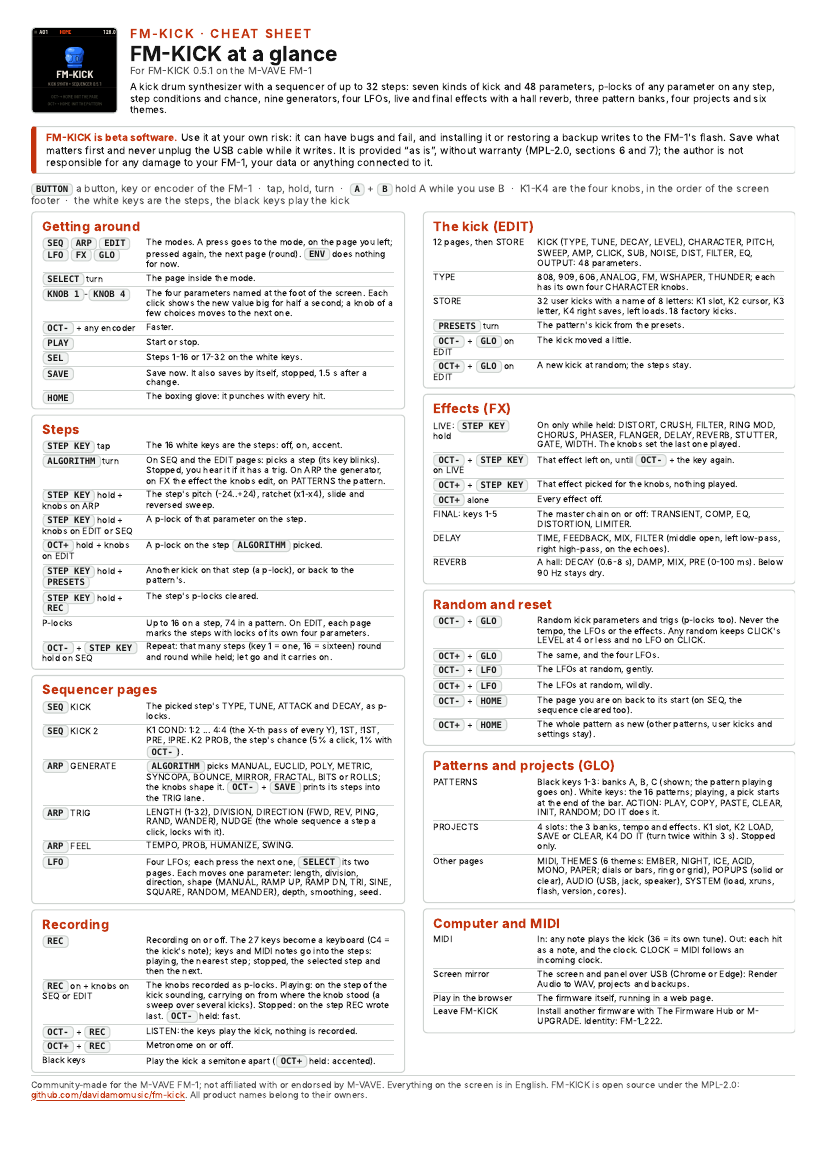 A01 HOME 128.0
FM-KICK
KICK DRUM + SEQUENCER 0.5.1
FM-KICK · CHEAT SHEET
FM-KICK at a glance
For FM-KICK 0.5.1 on the M-VAVE FM-1
A kick drum synthesizer with a sequencer of up to 32 steps: seven kinds of kick and 48 parameters, p-locks of any parameter on any step,
step conditions and chance, nine generators, four LFOs, live and final effects with a hall reverb, three pattern banks, four projects and six
themes.
FM-KICK is beta software. Use it at your own risk: it can have bugs and fail, and installing it or restoring a backup writes to the FM-1's flash. Save what
matters first and never unplug the USB cable while it writes. It is provided “as is”, without warranty (MPL-2.0, sections 6 and 7); the author is not
responsible for any damage to your FM-1, your data or anything connected to it.
BUTTON a button, key or encoder of the FM-1 · tap, hold, turn · A + B hold A while you use B · K1-K4 are the four knobs, in the order of the screen
footer · the white keys are the steps, the black keys play the kick
Getting around
SEQ ARP EDIT The modes. A press goes to the mode, on the page you left;
LFO FX GLO pressed again, the next page (round). ENV does nothing
for now.
SELECT turn The page inside the mode.
KNOB 1 - KNOB 4 The four parameters named at the foot of the screen. Each
click shows the new value big for half a second; a knob of a
few choices moves to the next one.
OCT- + any encoder Faster.
PLAY Start or stop.
SEL Steps 1-16 or 17-32 on the white keys.
SAVE Save now. It also saves by itself, stopped, 1.5 s after a
change.
HOME The boxing glove: it punches with every hit.
Steps
STEP KEY tap The 16 white keys are the steps: off, on, accent.
ALGORITHM turn On SEQ and the EDIT pages: picks a step (its key blinks).
Stopped, you hear it if it has a trig. On ARP the generator,
on FX the effect the knobs edit, on PATTERNS the pattern.
STEP KEY hold + The step's pitch (-24..+24), ratchet (x1-x4), slide and
knobs on ARP reversed sweep.
STEP KEY hold + A p-lock of that parameter on the step.
knobs on EDIT or SEQ
OCT+ hold + knobs A p-lock on the step ALGORITHM picked.
on EDIT
STEP KEY hold + Another kick on that step (a p-lock), or back to the
PRESETS pattern's.
STEP KEY hold + The step's p-locks cleared.
REC
P-locks Up to 16 on a step, 74 in a pattern. On EDIT, each page
marks the steps with locks of its own four parameters.
OCT- + STEP KEY Repeat: that many steps (key 1 = one, 16 = sixteen) round
hold on SEQ and round while held; let go and it carries on.
Sequencer pages
SEQ KICK The picked step's TYPE, TUNE, ATTACK and DECAY, as p-
locks.
SEQ KICK 2 K1 COND: 1:2 ... 4:4 (the X-th pass of every Y), 1ST, !1ST,
PRE, !PRE. K2 PROB, the step's chance (5% a click, 1% with
OCT- ).
ARP GENERATE ALGORITHM picks MANUAL, EUCLID, POLY, METRIC,
SYNCOPA, BOUNCE, MIRROR, FRACTAL, BITS or ROLLS;
the knobs shape it. OCT- + SAVE prints its steps into
the TRIG lane.
ARP TRIG LENGTH (1-32), DIVISION, DIRECTION (FWD, REV, PING,
RAND, WANDER), NUDGE (the whole sequence a step a
click, locks with it).
ARP FEEL TEMPO, PROB, HUMANIZE, SWING.
LFO Four LFOs; each press the next one, SELECT its two
pages. Each moves one parameter: length, division,
direction, shape (MANUAL, RAMP UP, RAMP DN, TRI, SINE,
SQUARE, RANDOM, MEANDER), depth, smoothing, seed.
Recording
REC Recording on or off. The 27 keys become a keyboard (C4 =
the kick's note); keys and MIDI notes go into the steps:
playing, the nearest step; stopped, the selected step and
then the next.
REC on + knobs on The knobs recorded as p-locks. Playing: on the step of the
SEQ or EDIT kick sounding, carrying on from where the knob stood (a
sweep over several kicks). Stopped: on the step REC wrote
last. OCT- held: fast.
OCT- + REC LISTEN: the keys play the kick, nothing is recorded.
OCT+ + REC Metronome on or off.
Black keys Play the kick a semitone apart ( OCT+ held: accented).
The kick (EDIT)
12 pages, then STORE KICK (TYPE, TUNE, DECAY, LEVEL), CHARACTER, PITCH,
SWEEP, AMP, CLICK, SUB, NOISE, DIST, FILTER, EQ,
OUTPUT: 48 parameters.
TYPE 808, 909, 606, ANALOG, FM, WSHAPER, THUNDER; each
has its own four CHARACTER knobs.
STORE 32 user kicks with a name of 8 letters: K1 slot, K2 cursor, K3
letter, K4 right saves, left loads. 18 factory kicks.
PRESETS turn The pattern's kick from the presets.
OCT- + GLO on The kick moved a little.
EDIT
OCT+ + GLO on A new kick at random; the steps stay.
EDIT
Effects (FX)
LIVE: STEP KEY On only while held: DISTORT, CRUSH, FILTER, RING MOD,
hold CHORUS, PHASER, FLANGER, DELAY, REVERB, STUTTER,
GATE, WIDTH. The knobs set the last one played.
OCT- + STEP KEY That effect left on, until OCT- + the key again.
on LIVE
OCT+ + STEP KEY That effect picked for the knobs, nothing played.
OCT+ alone Every effect off.
FINAL: keys 1-5 The master chain on or off: TRANSIENT, COMP, EQ,
DISTORTION, LIMITER.
DELAY TIME, FEEDBACK, MIX, FILTER (middle open, left low-pass,
right high-pass, on the echoes).
REVERB A hall: DECAY (0.6-8 s), DAMP, MIX, PRE (0-100 ms). Below
90 Hz stays dry.
Random and reset
OCT- + GLO Random kick parameters and trigs (p-locks too). Never the
tempo, the LFOs or the effects. Any random keeps CLICK's
LEVEL at 4 or less and no LFO on CLICK.
OCT+ + GLO The same, and the four LFOs.
OCT- + LFO The LFOs at random, gently.
OCT+ + LFO The LFOs at random, wildly.
OCT- + HOME The page you are on back to its start (on SEQ, the
sequence cleared too).
OCT+ + HOME The whole pattern as new (other patterns, user kicks and
settings stay).
Patterns and projects (GLO)
PATTERNS Black keys 1-3: banks A, B, C (shown; the pattern playing
goes on). White keys: the 16 patterns; playing, a pick starts
at the end of the bar. ACTION: PLAY, COPY, PASTE, CLEAR,
INIT, RANDOM; DO IT does it.
PROJECTS 4 slots: the 3 banks, tempo and effects. K1 slot, K2 LOAD,
SAVE or CLEAR, K4 DO IT (turn twice within 3 s). Stopped
only.
Other pages MIDI, THEMES (6 themes: EMBER, NIGHT, ICE, ACID,
MONO, PAPER; dials or bars, ring or grid), POPUPS (solid or
clear), AUDIO (USB, jack, speaker), SYSTEM (load, xruns,
flash, version, cores).
Computer and MIDI
MIDI In: any note plays the kick (36 = its own tune). Out: each hit
as a note, and the clock. CLOCK = MIDI follows an
incoming clock.
Screen mirror The screen and panel over USB (Chrome or Edge): Render
Audio to WAV, projects and backups.
Play in the browser The firmware itself, running in a web page.
Leave FM-KICK Install another firmware with The Firmware Hub or M-
UPGRADE. Identity: FM-1_222.
Community-made for the M-VAVE FM-1; not affiliated with or endorsed by M-VAVE. Everything on the screen is in English. FM-KICK is open source under the MPL-2.0:
github.com/davidamomusic/fm-kick. All product names belong to their owners.